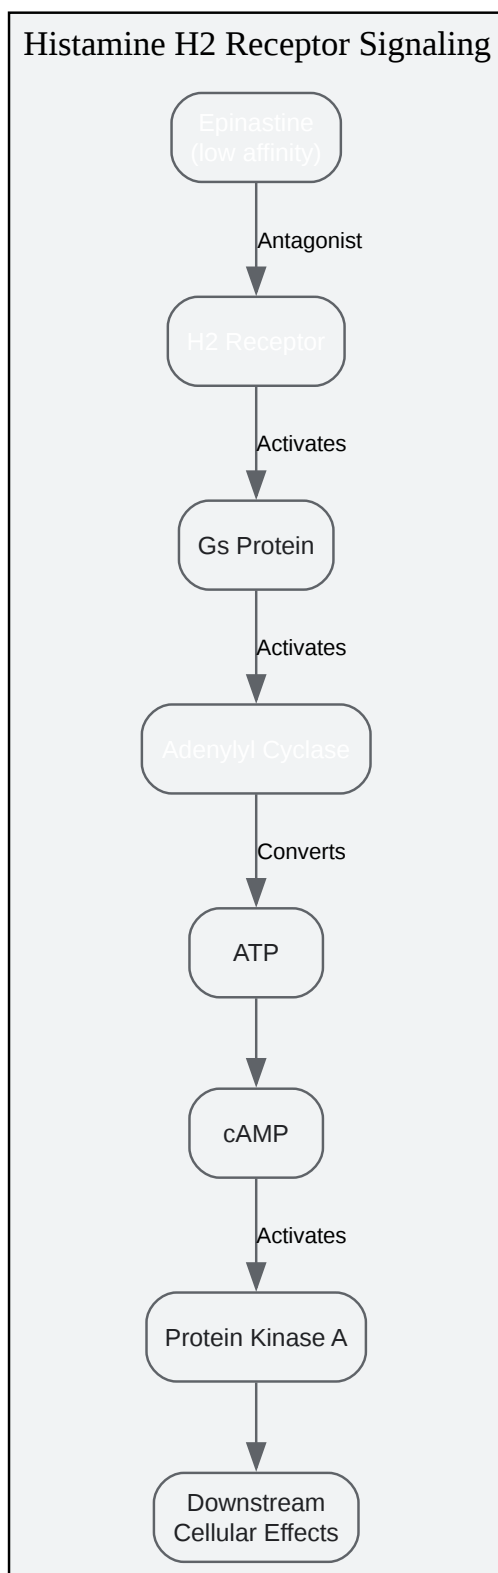 Histamine H2 Receptor Signaling
Epinastine
(low affinity)
Antagonist
H2 Receptor
Activates
Gs Protein
Activates
Adenylyl Cyclase
Converts
ATP
cAMP
Activates
Protein Kinase A
Downstream
Cellular Effects